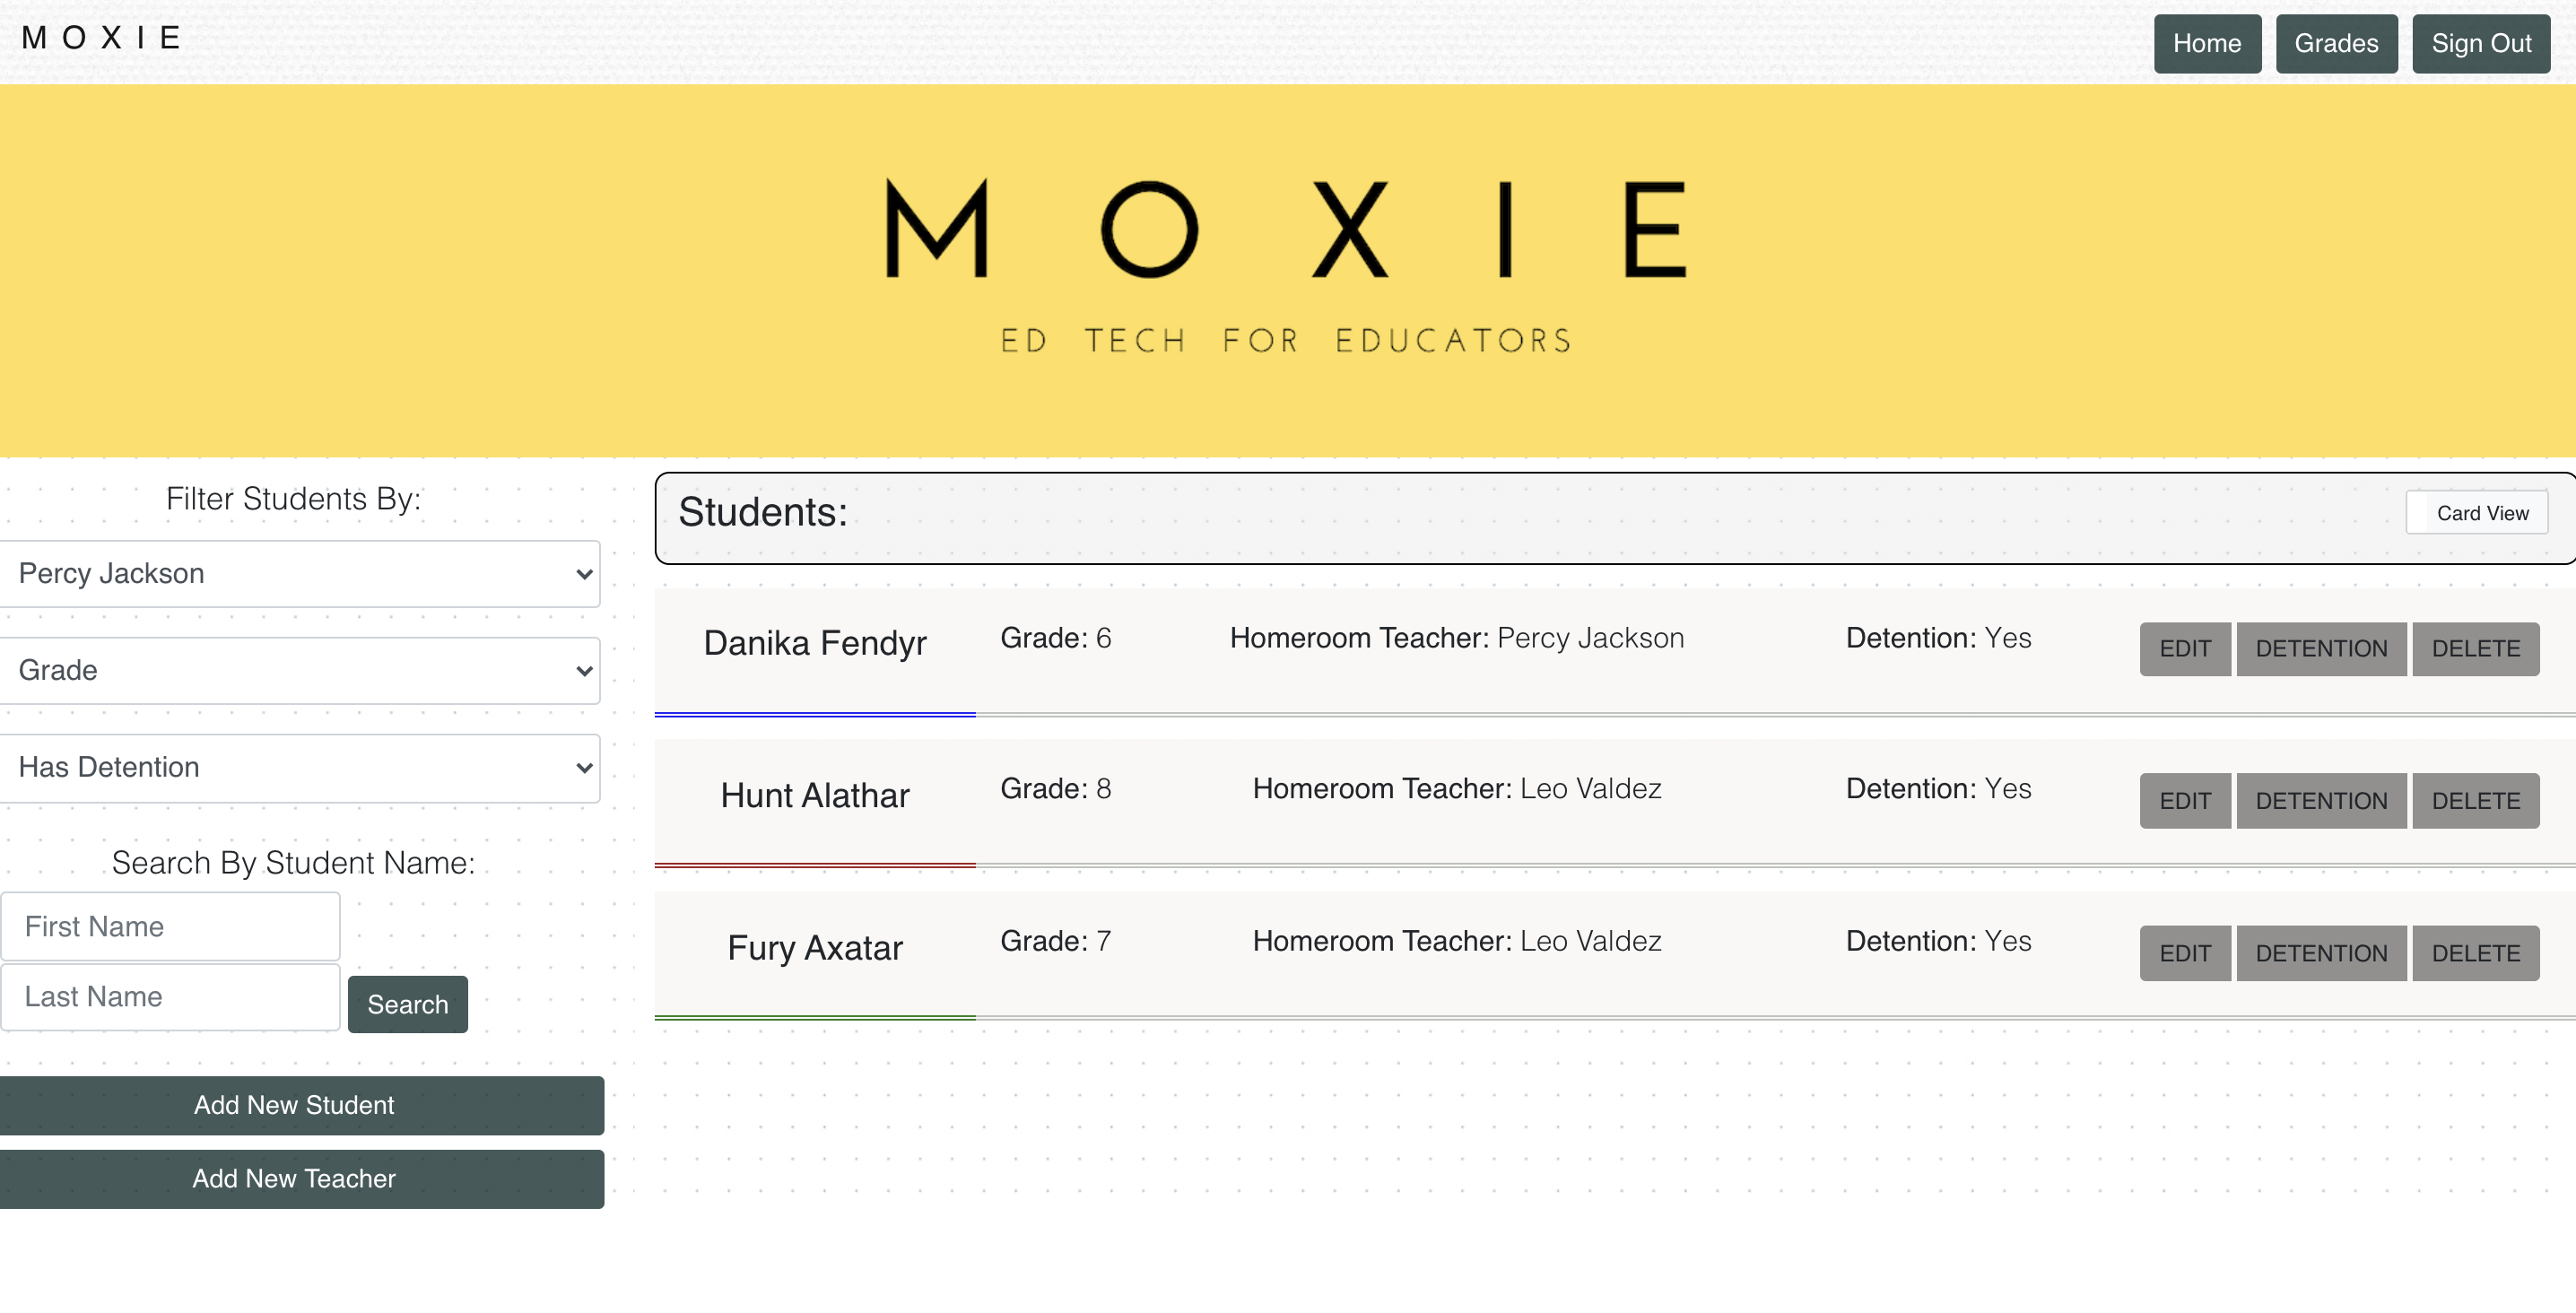 MOXIE
Home Grades Sign Out
MOXIE
ED TECH FOR EDUCATORS
Filter Students By:
Percy Jackson
Grade
Has Detention
Search By Student Name:
First Name
Last Name
Search
Add New Student
Add New Teacher
Students:
Card View
Danika Fendyr Grade: 6 Homeroom Teacher: Percy Jackson Detention: Yes EDIT DETENTION DELETE
Hunt Alathar Grade: 8 Homeroom Teacher: Leo Valdez Detention: Yes EDIT DETENTION DELETE
Fury Axatar Grade: 7 Homeroom Teacher: Leo Valdez Detention: Yes EDIT DETENTION DELETE